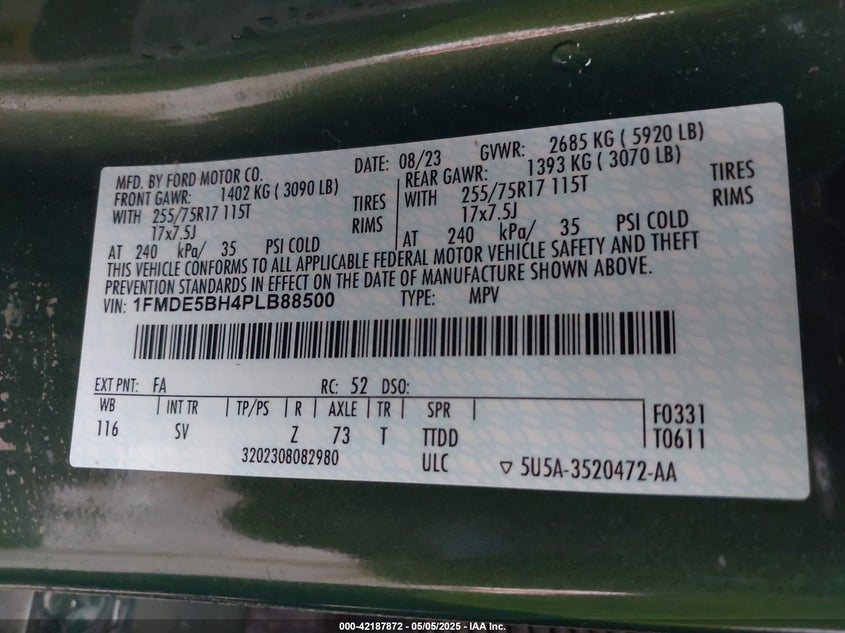 MFD. BY FORD MOTOR CO. DATE: 08/23 GVWR: 2685 KG ( 5920 LB)
FRONT GAWR: 1402 KG ( 3090 LB) REAR GAWR: 1393 KG ( 3070 LB)
WITH 255/75R17 115T TIRES WITH 255/75R17 115T TIRES
17x7.5J RIMS 17x7.5J RIMS
AT 240 kPa/ 35 PSI COLD AT 240 kPa/ 35 PSI COLD
THIS VEHICLE CONFORMS TO ALL APPLICABLE FEDERAL MOTOR VEHICLE SAFETY AND THEFT
PREVENTION STANDARDS IN EFFECT ON THE DATE OF MANUFACTURE SHOWN ABOVE.
VIN: 1FMDE5BH4PLB88500 TYPE: MPV
EXT PNT: FA RC: 52 DSO:
WB INT TR TP/PS R AXLE TR SPR F0331
116 SV Z 73 T TTDD T0611
3202308082980 ULC ▽ 5U5A-3520472-AA
000-42187872 — 05/05/2025 — IAA Inc.